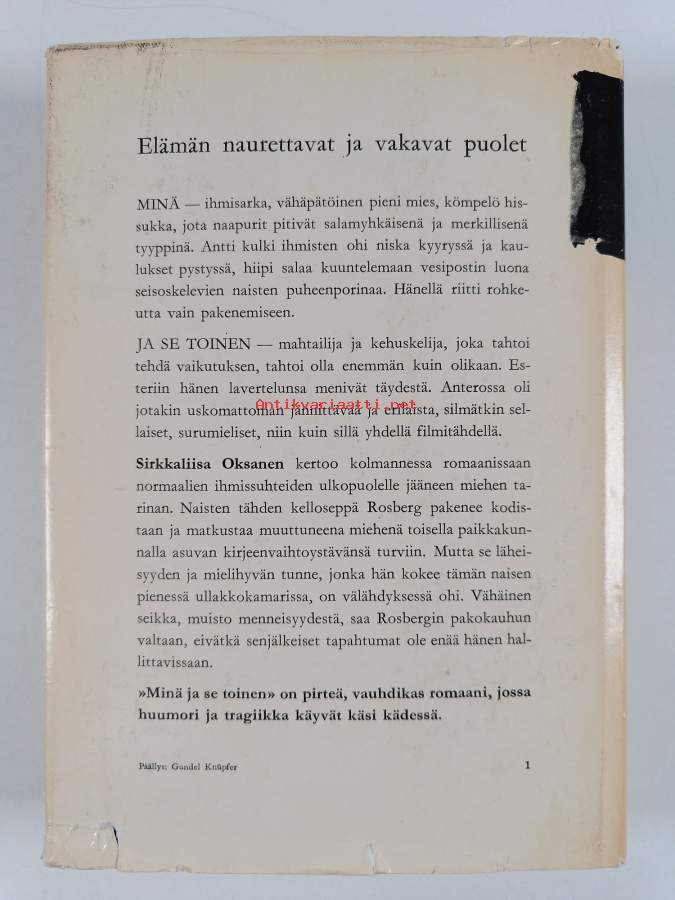 Elämän naurettavat ja vakavat puolet
MINÄ — ihmisarka, vähäpätöinen pieni mies, kömpelö his-
sukka, jota naapurit pitivät salamyhkäisenä ja merkillisenä
tyyppinä. Antti kulki ihmisten ohi niska kyyryssä ja kau-
lukset pystyssä, hiipi salaa kuuntelemaan vesipostin luona
seisoskelevien naisten puheenporinaa. Hänellä riitti rohke-
utta vain pakenemiseen.
JA SE TOINEN — mahtailija ja kehuskelija, joka tahtoi
tehdä vaikutuksen, tahtoi olla enemmän kuin olikaan. Es-
teriin hänen lavertelunsa menivät täydestä. Anterossa oli
Antikvariaatti.net
jotakin uskomattoman jännittävää ja erilaista, silmätkin sel-
laiset, surumieliset, niin kuin sillä yhdellä filmitähdellä.
Sirkkaliisa Oksanen kertoo kolmannessa romaanissaan
normaalien ihmissuhteiden ulkopuolelle jääneen miehen ta-
rinan. Naisten tähden kelloseppä Rosberg pakenee kodis-
taan ja matkustaa muuttuneena miehenä toisella paikkakun-
nalla asuvan kirjeenvaihtoystävänsä turviin. Mutta se lähei-
syyden ja mielihyvän tunne, jonka hän kokee tämän naisen
pienessä ullakkokamarissa, on välähdyksessä ohi. Vähäinen
seikka, muisto menneisyydestä, saa Rosbergin pakokauhun
valtaan, eivätkä senjälkeiset tapahtumat ole enää hänen hal-
littavissaan.
»Minä ja se toinen» on pirteä, vauhdikas romaani, jossa
huumori ja tragiikka käyvät käsi kädessä.
Päällys: Gundel Knüpfer 1